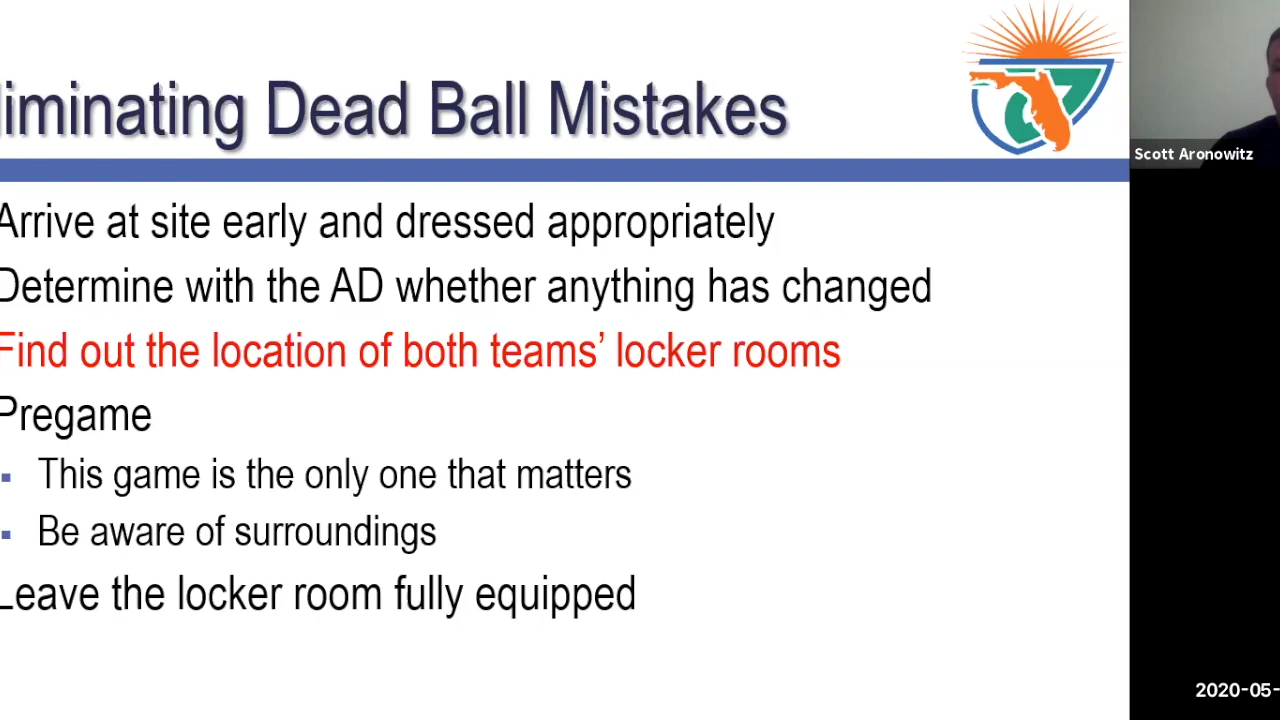 liminating Dead Ball Mistakes
Scott Aronowitz
Arrive at site early and dressed appropriately
Determine with the AD whether anything has changed
Find out the location of both teams’ locker rooms
Pregame
▪ This game is the only one that matters
▪ Be aware of surroundings
Leave the locker room fully equipped
2020-05-